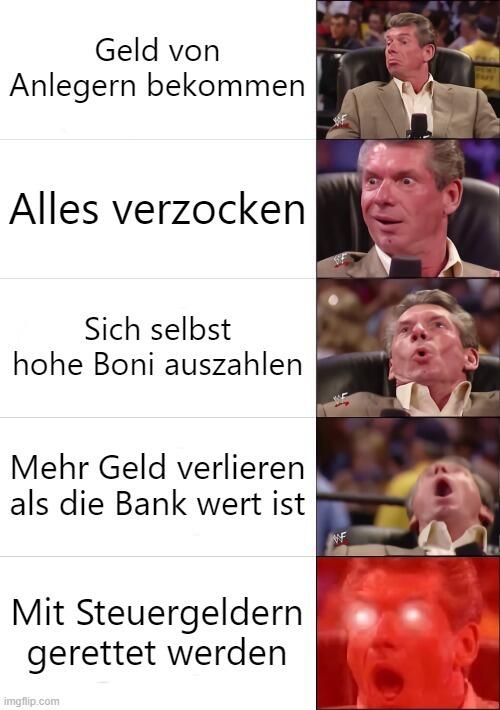 Geld von
Anlegern bekommen
Alles verzocken
Sich selbst
hohe Boni auszahlen
Mehr Geld verlieren
als die Bank wert ist
Mit Steuergeldern
gerettet werden
imgflip.com